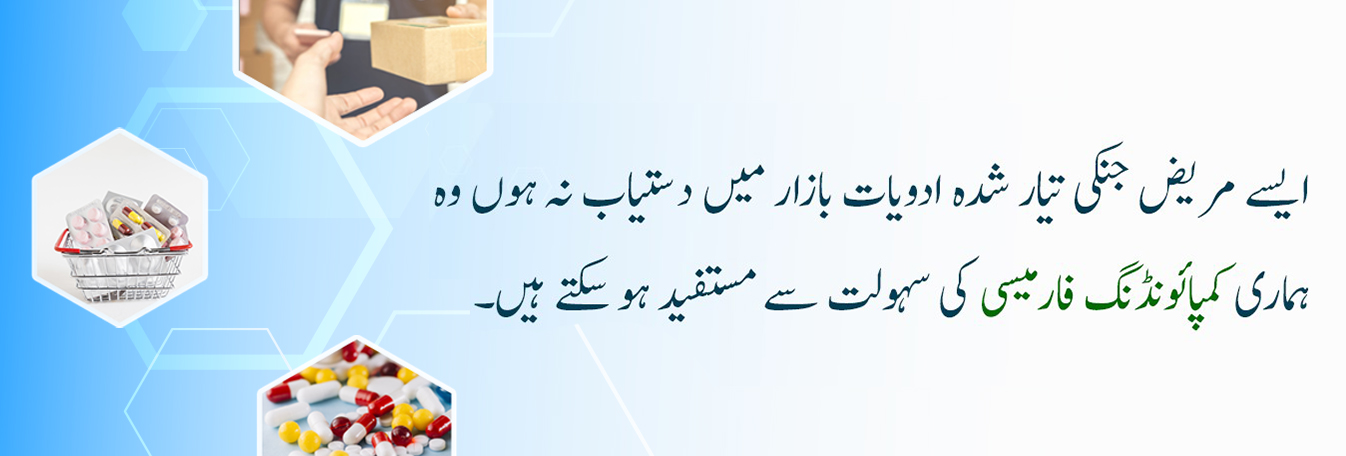 ایسے مریض جنکی تیار شدہ ادویات بازار میں دستیاب نہ ہوں وہ
ہماری کمپائونڈنگ فارمیسی کی سہولت سے مستفید ہو سکتے ہیں۔